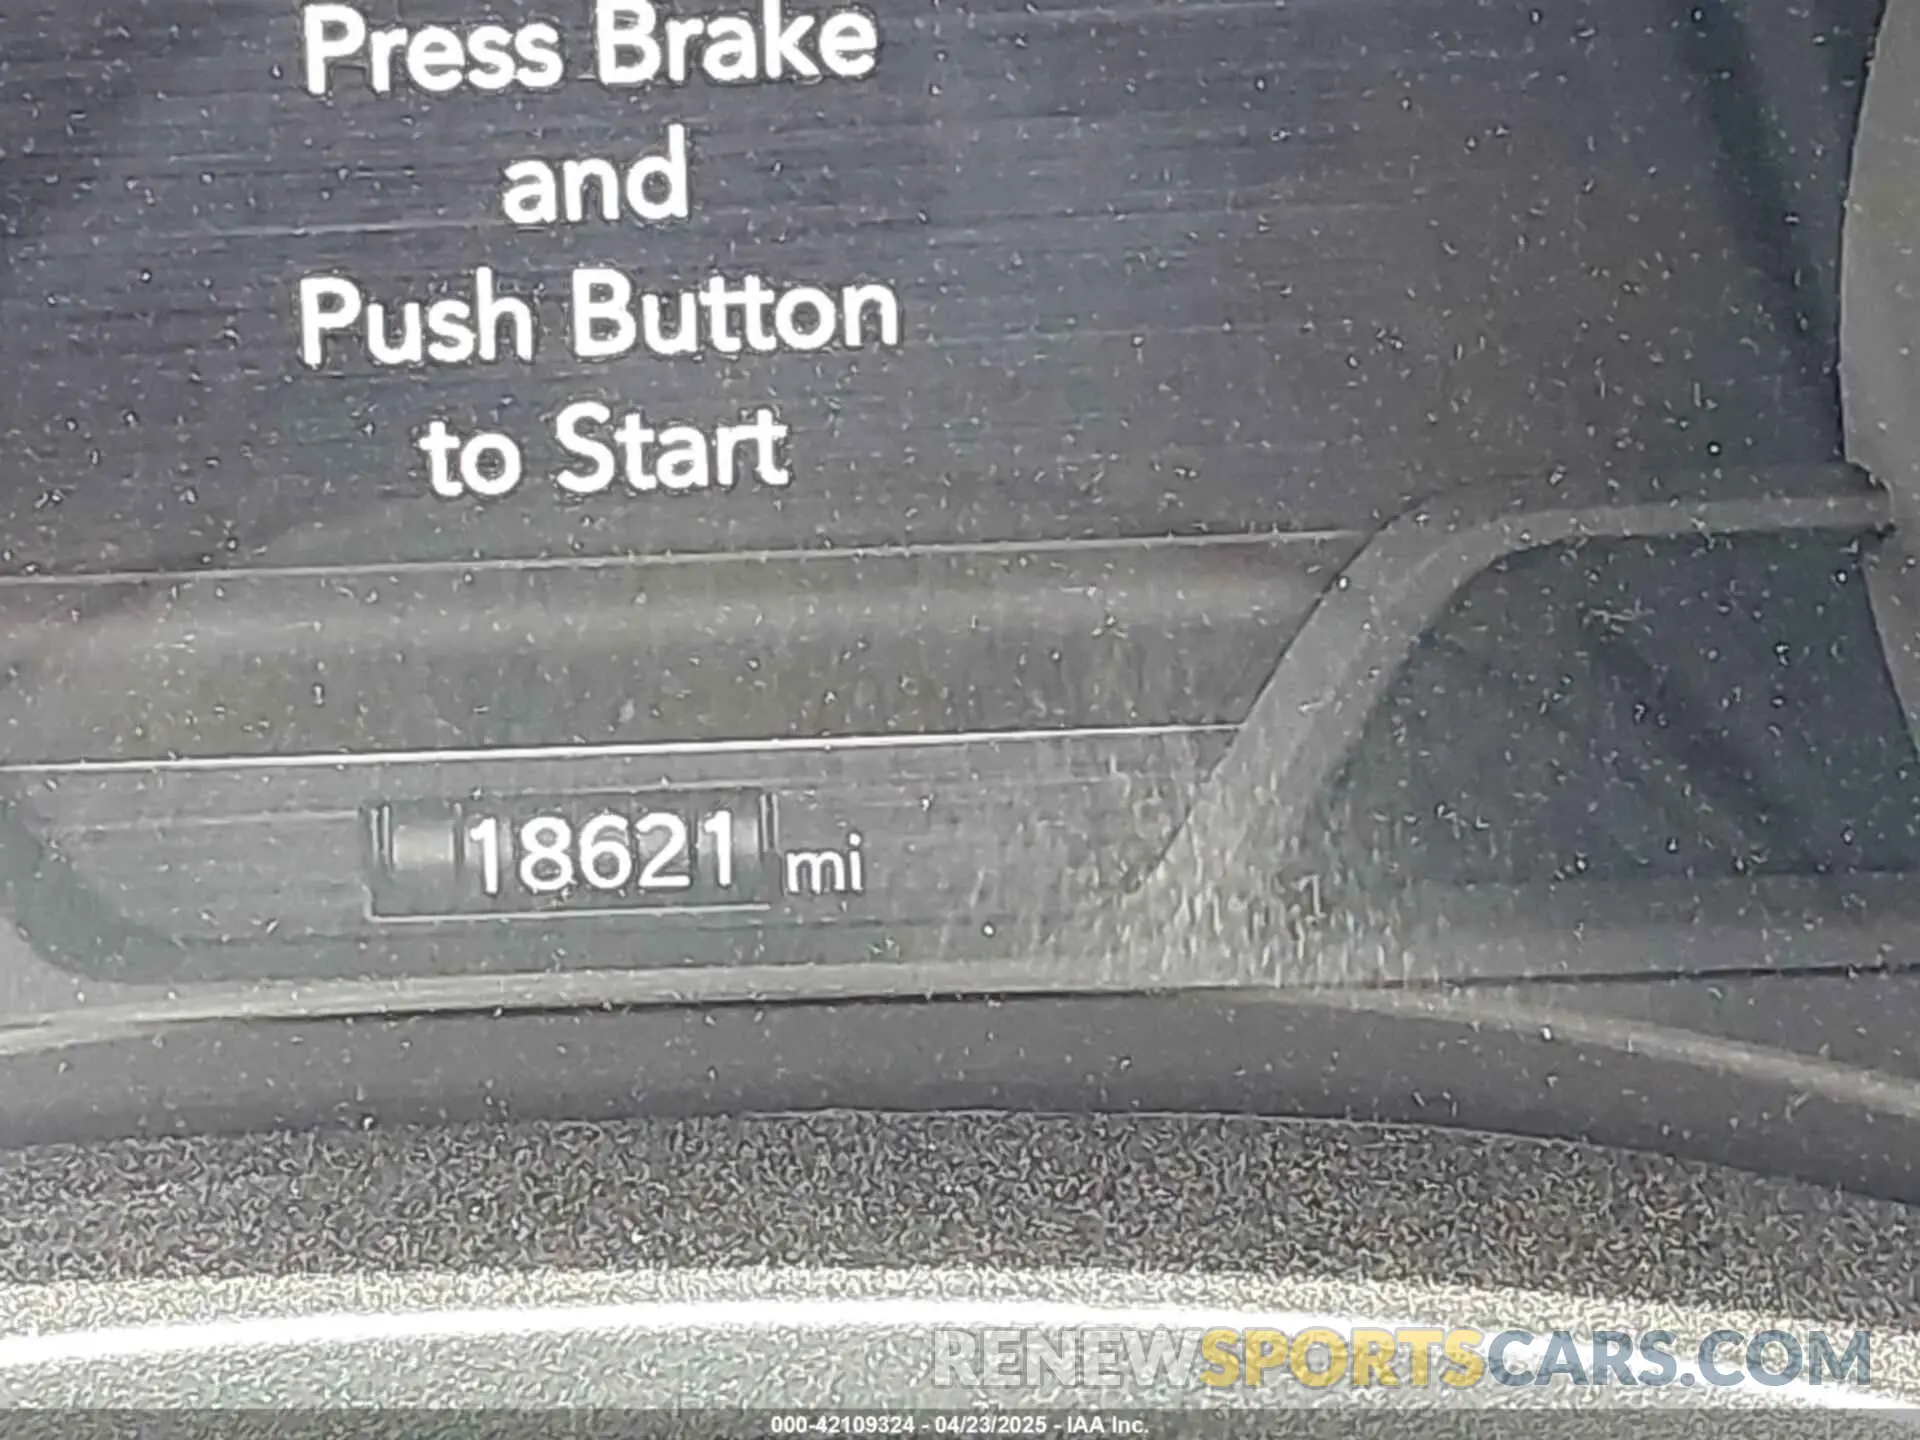 Press Brake
and
Push Button
to Start
18621 mi
RENEWSPORTSCARS.COM
000-42109324 - 04/23/2025 - IAA Inc.